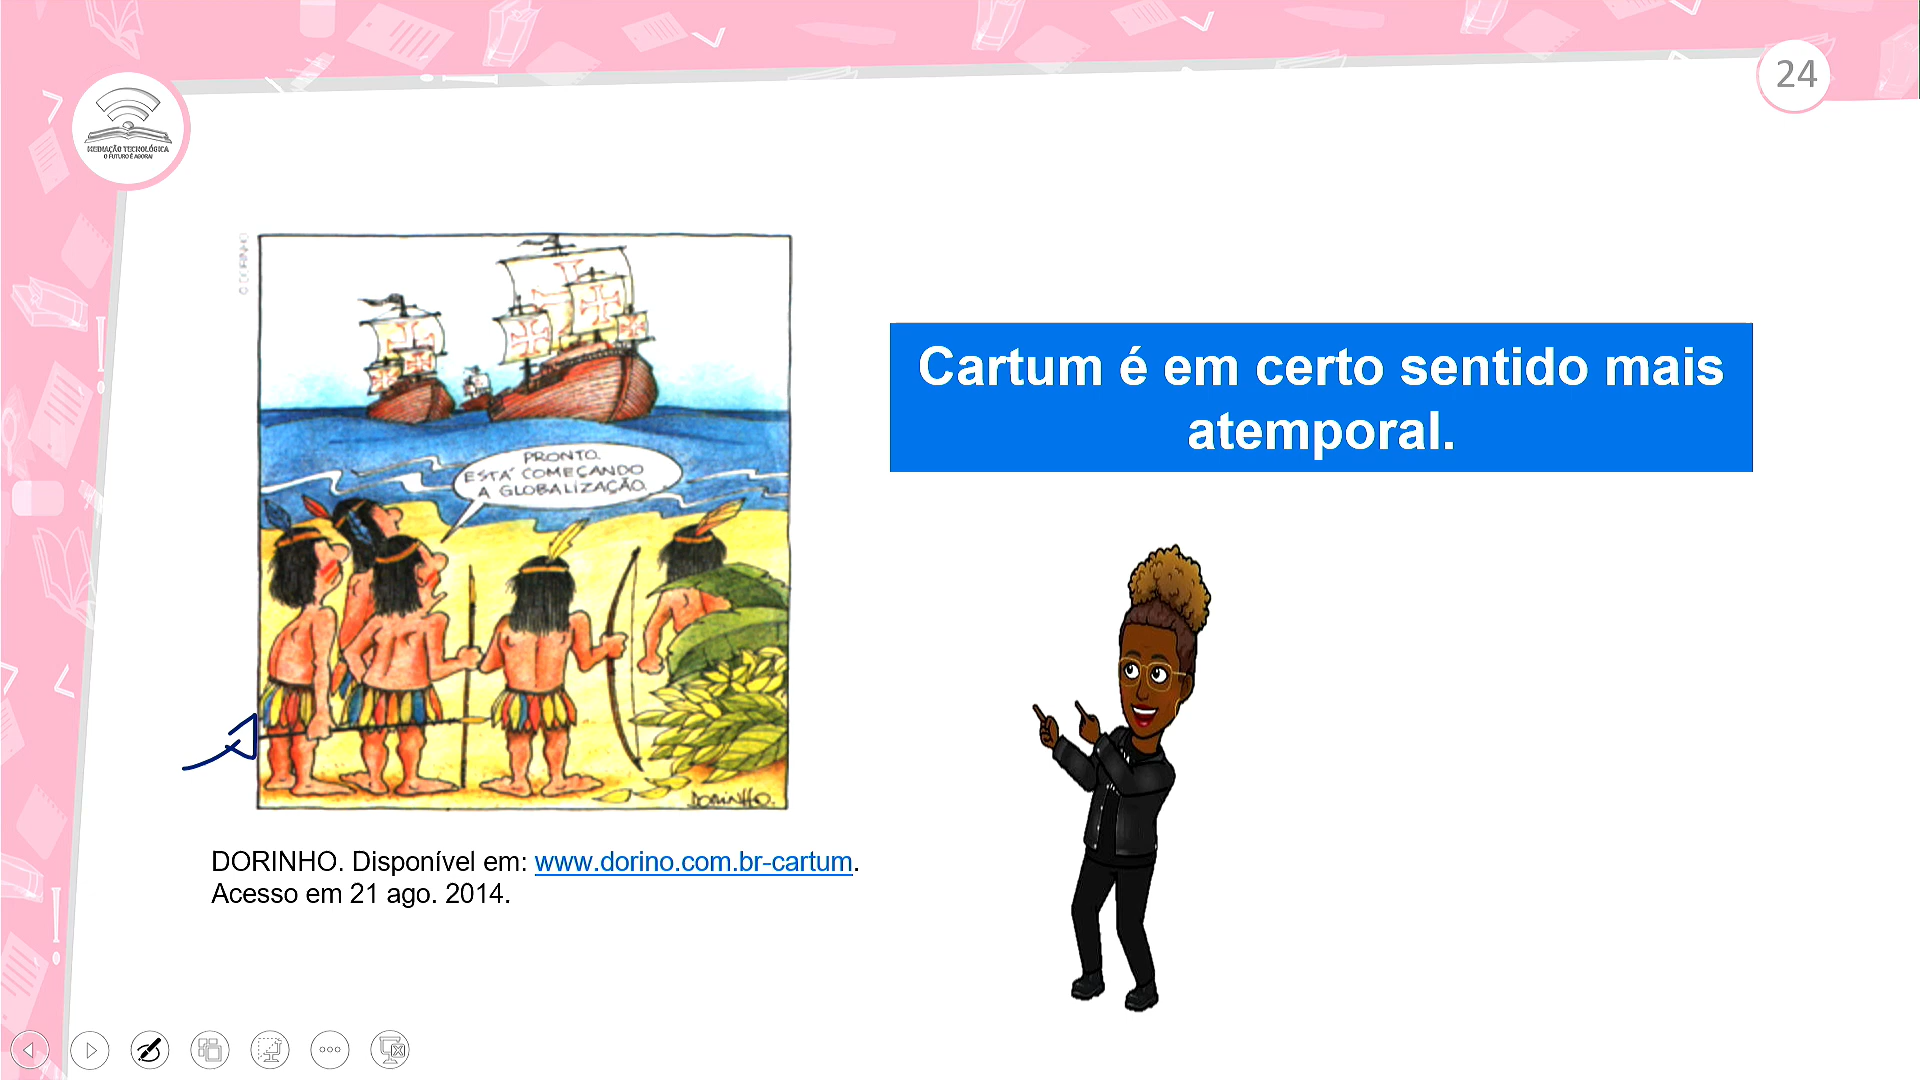 24
MEDIAÇÃO TECNOLÓGICA
O FUTURO É AGORA!
© DORINHO
PRONTO.
ESTÁ COMEÇANDO
A GLOBALIZAÇÃO.
DORINHO.
Cartum é em certo sentido mais
atemporal.
DORINHO. Disponível em: www.dorino.com.br-cartum.
Acesso em 21 ago. 2014.